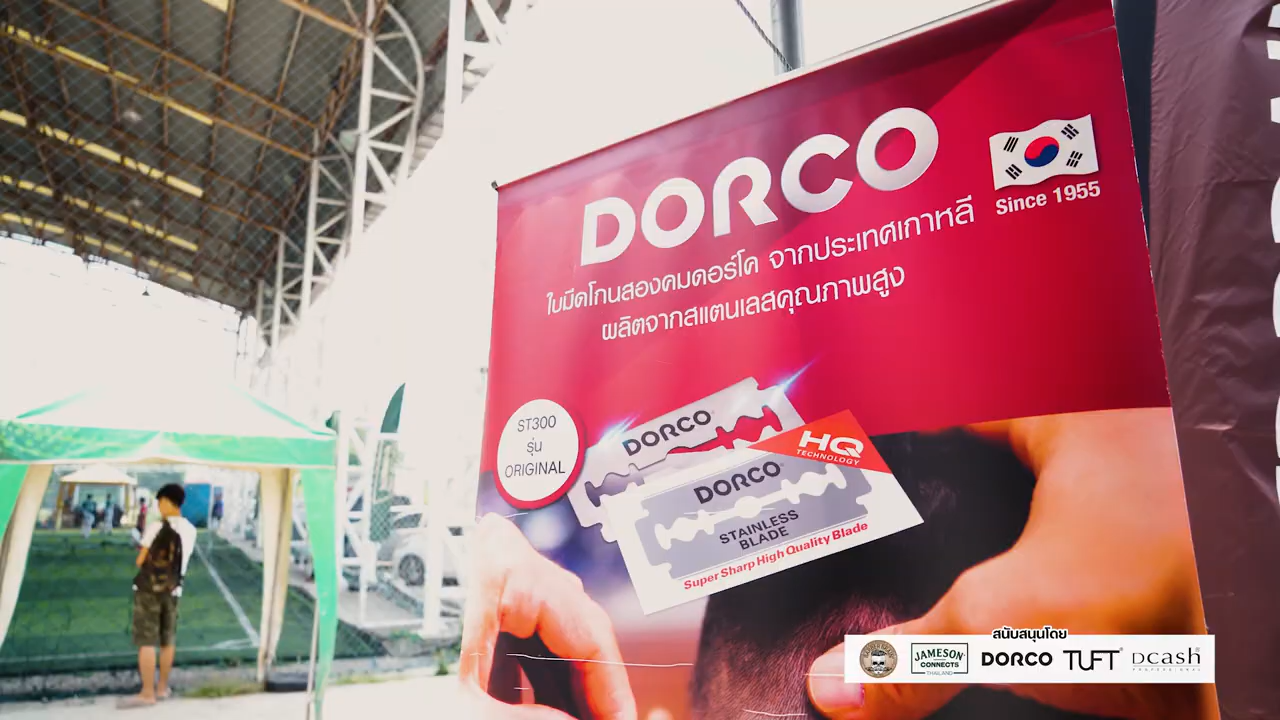 DORCO
Since 1955
ใบมีดโกนสองคมดอร์โค จากประเทศเกาหลี
ผลิตจากสแตนเลสคุณภาพสูง
ST300
รุ่น
ORIGINAL
DORCO
HQ
TECHNOLOGY
DORCO
STAINLESS
BLADE
Super Sharp High Quality Blade
สนับสนุนโดย
JAMESON
CONNECTS
THAILAND
DORCO
TUFT
DCASH
PROFESSIONAL